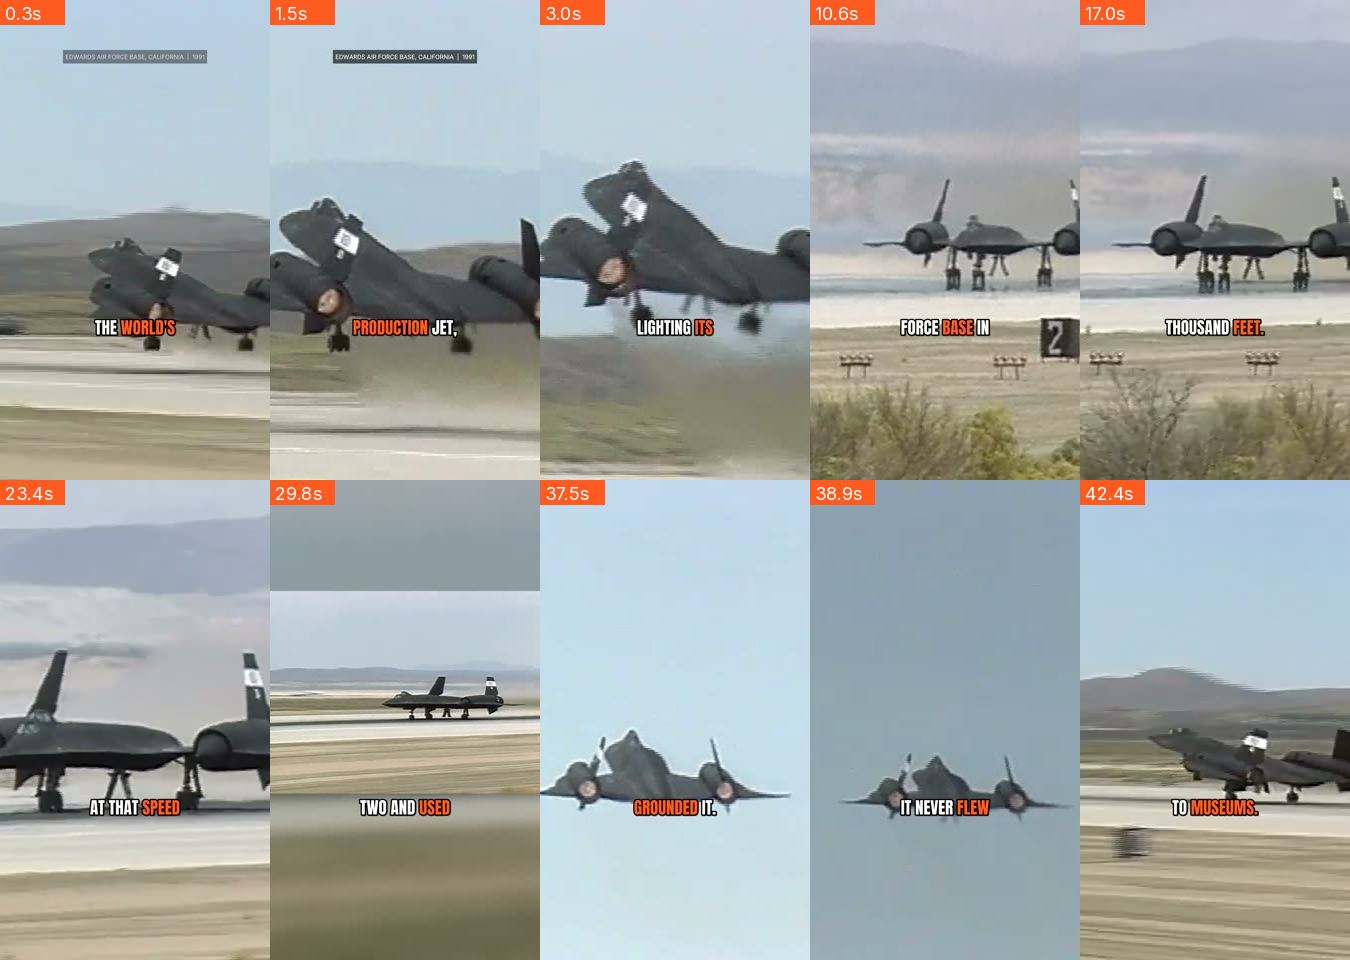 0.3s
EDWARDS AIR FORCE BASE, CALIFORNIA | 1991
THE WORLD'S
1.5s
EDWARDS AIR FORCE BASE, CALIFORNIA | 1991
PRODUCTION JET,
3.0s
LIGHTING ITS
10.6s
2
FORCE BASE IN
17.0s
THOUSAND FEET.
23.4s
AT THAT SPEED
29.8s
TWO AND USED
37.5s
GROUNDED IT.
38.9s
IT NEVER FLEW
42.4s
TO MUSEUMS.